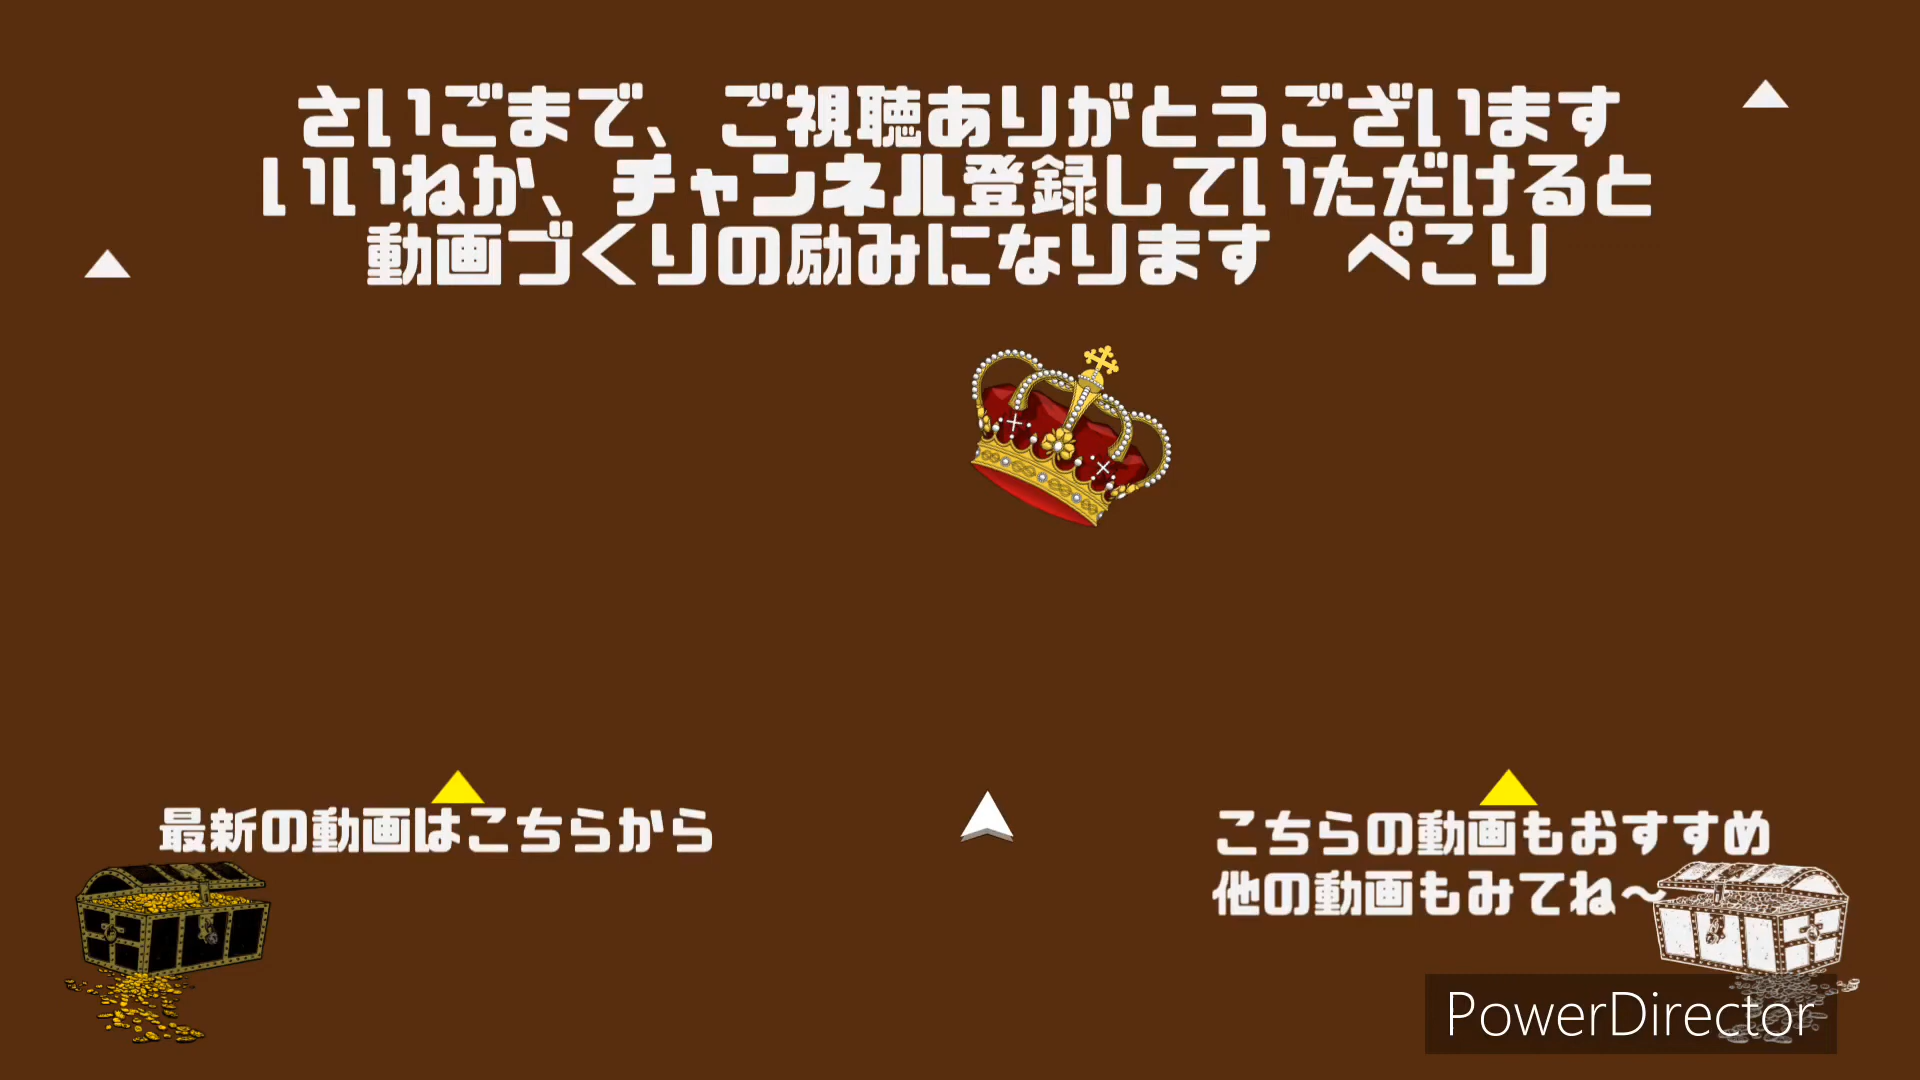 さいごまで、ご視聴ありがとうございます
いいねか、チャンネル登録していただけると
動画づくりの励みになります　ぺこり
最新の動画はこちらから
こちらの動画もおすすめ
他の動画もみてね～
PowerDirector